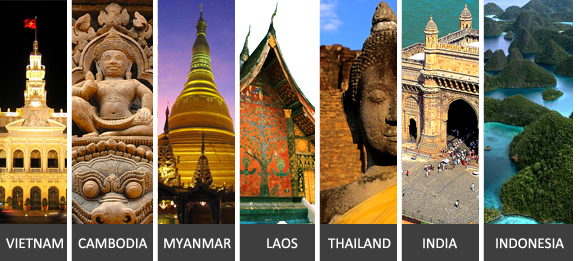 VIETNAM
CAMBODIA
MYANMAR
LAOS
THAILAND
INDIA
INDONESIA